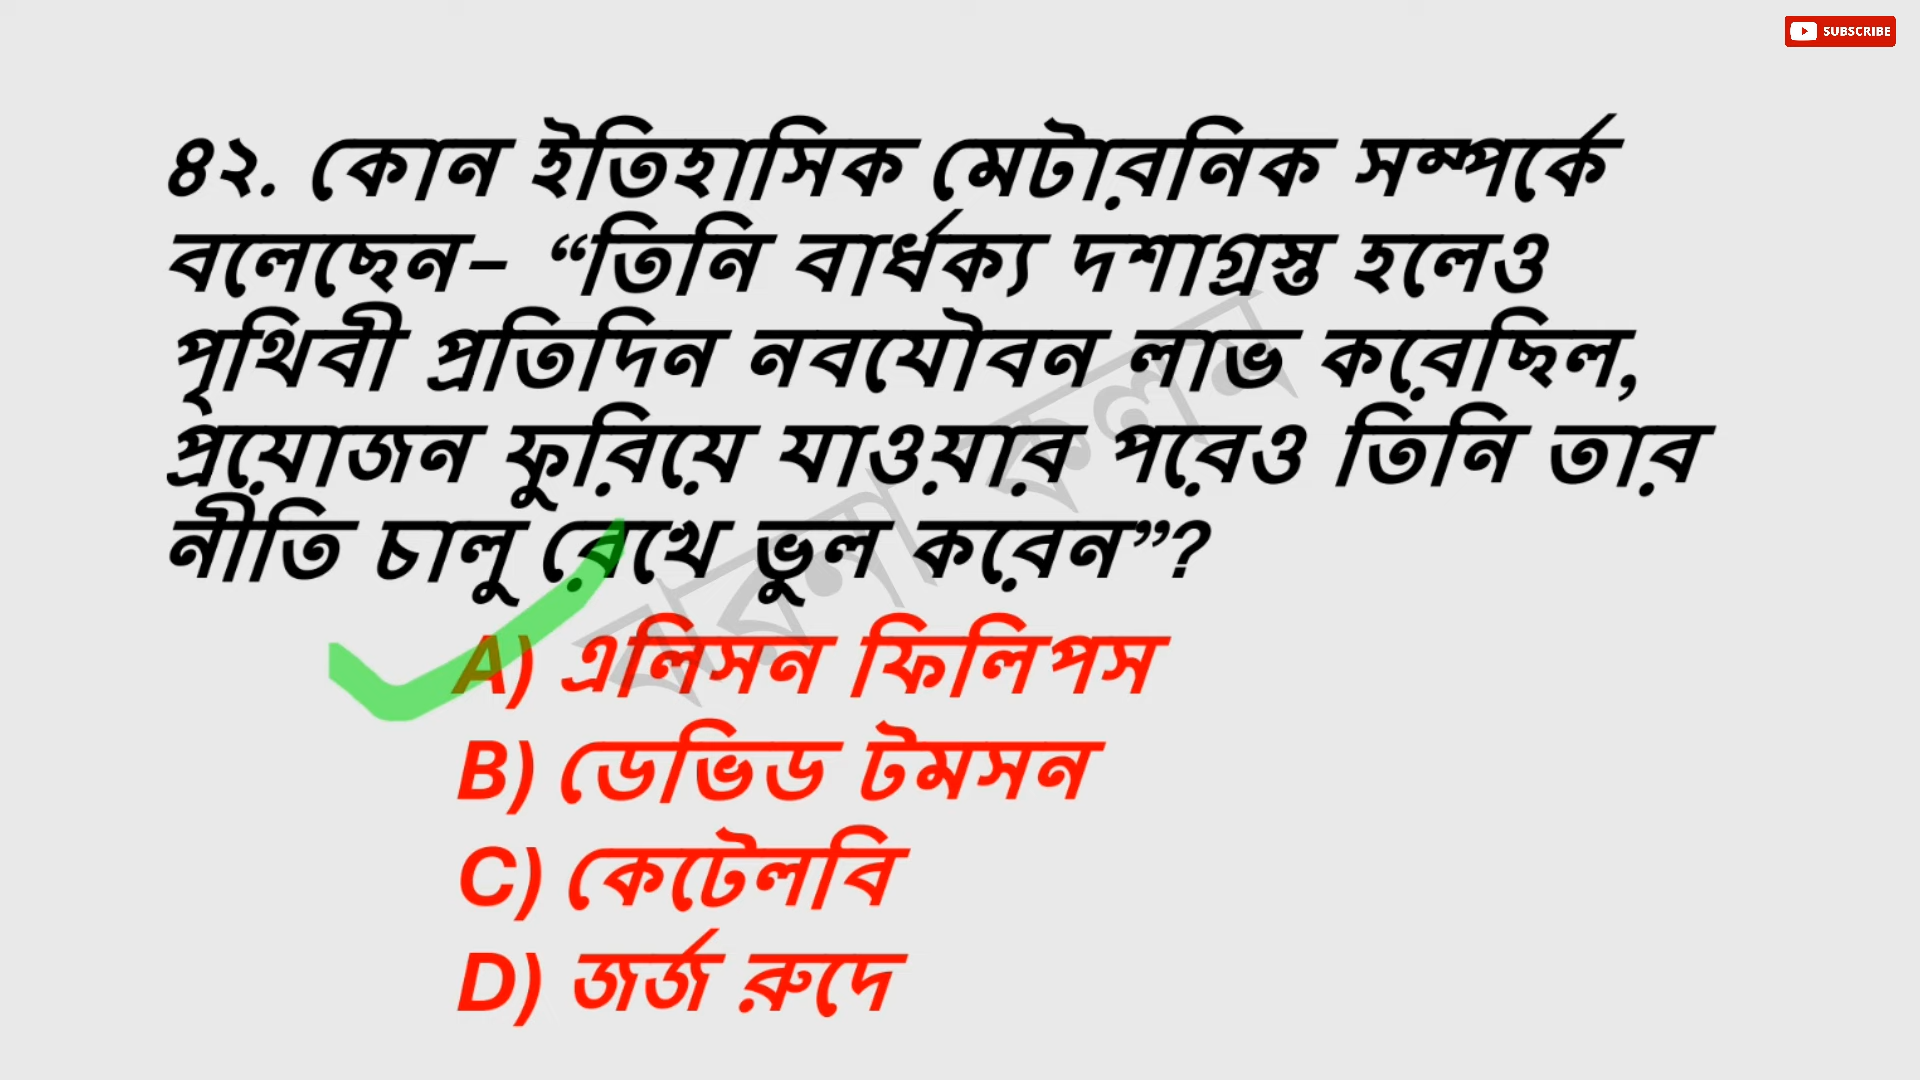 SUBSCRIBE
৪২. কোন ইতিহাসিক মেটারনিক সম্পর্কে
বলেছেন– “তিনি বার্ধক্য দশাগ্রস্ত হলেও
পৃথিবী প্রতিদিন নবযৌবন লাভ করেছিল,
প্রয়োজন ফুরিয়ে যাওয়ার পরেও তিনি তার
নীতি চালু রেখে ভুল করেন”?
A) এলিসন ফিলিপস
B) ডেভিড টমসন
C) কেটেলবি
D) জর্জ রুদে